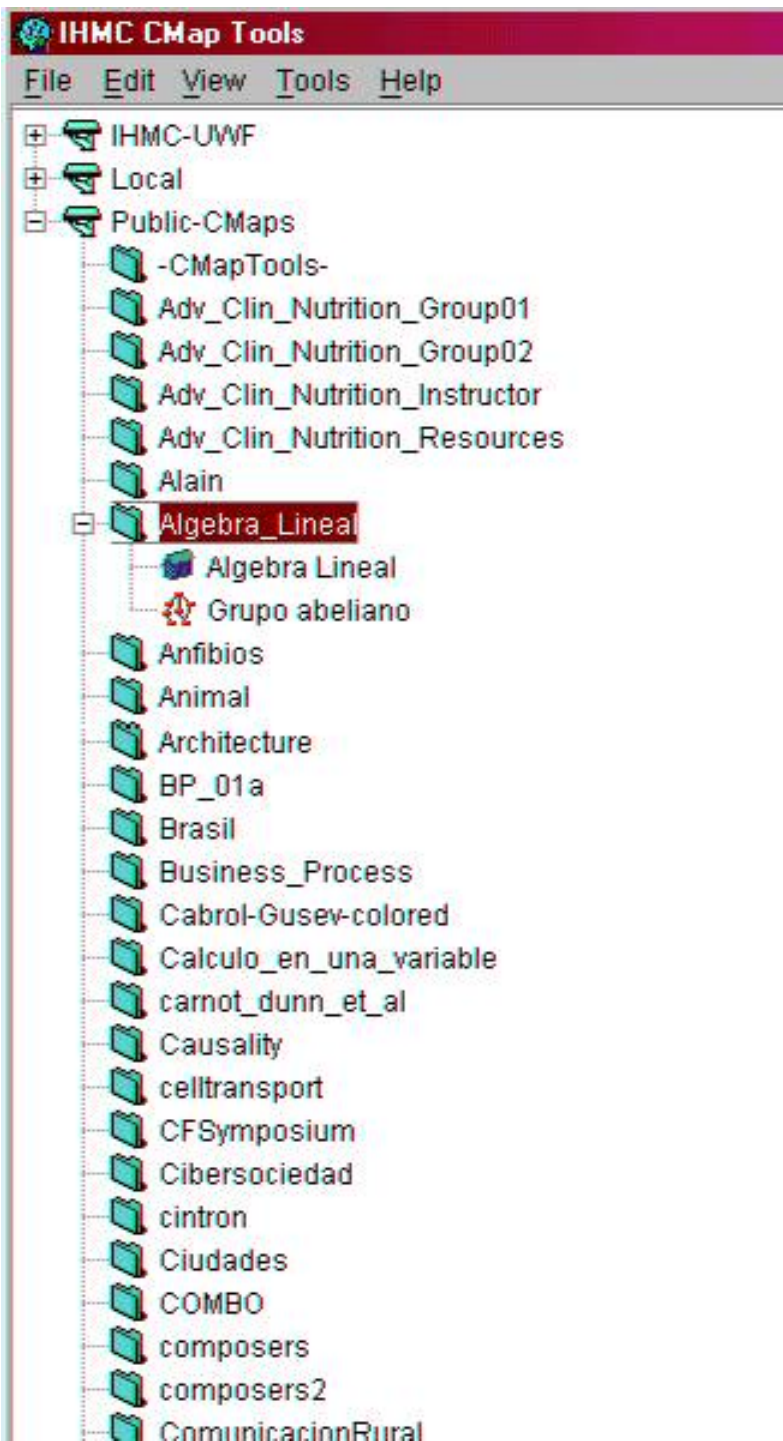 IHMC CMap Tools
File Edit View Tools Help
IHMC-UWF
Local
Public-CMaps
-CMapTools-
Adv_Clin_Nutrition_Group01
Adv_Clin_Nutrition_Group02
Adv_Clin_Nutrition_Instructor
Adv_Clin_Nutrition_Resources
Alain
Algebra_Lineal
Algebra Lineal
Grupo abeliano
Anfibios
Animal
Architecture
BP_01a
Brasil
Business_Process
Cabrol-Gusev-colored
Calculo_en_una_variable
carnot_dunn_et_al
Causality
celltransport
CFSymposium
Cibersociedad
cintron
Ciudades
COMBO
composers
composers2
ComunicacionRural